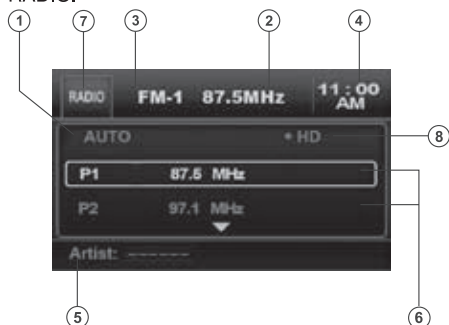 RADIO.
1 7 3 2 4
RADIO FM-1 87.5MHz 11:00 AM
AUTO • HD 8
P1 87.5 MHz
P2 97.1 MHz
Artist: ------
5 6